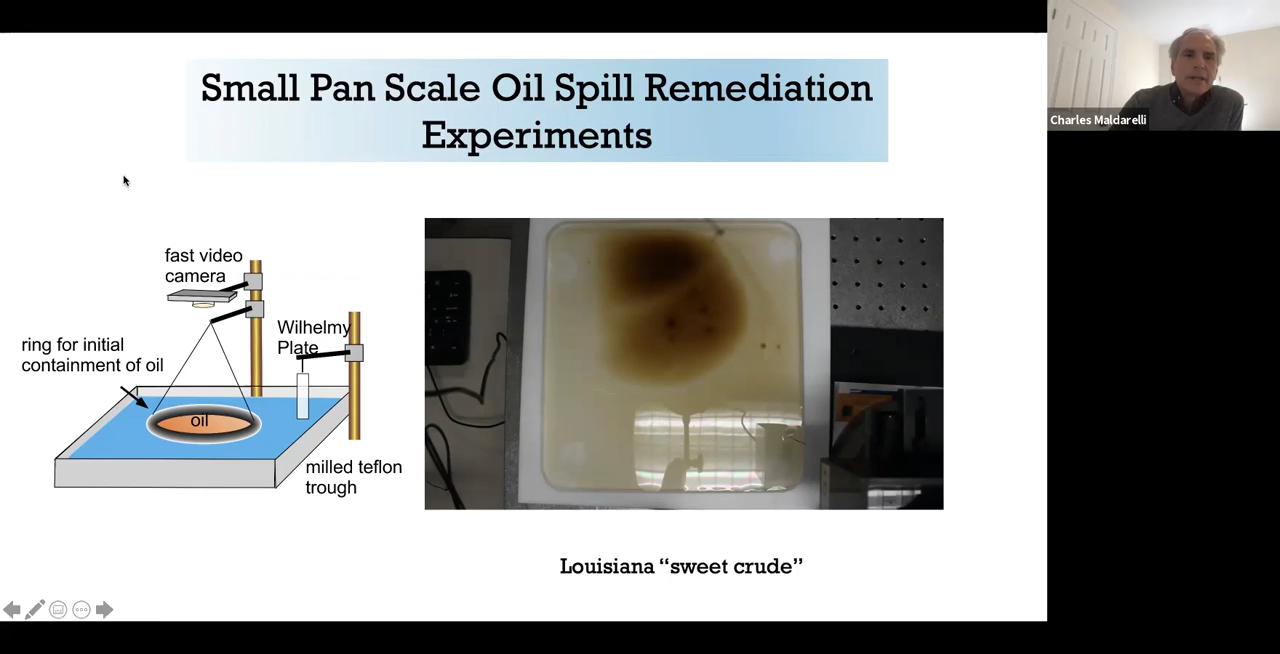 Small Pan Scale Oil Spill Remediation
Experiments
Charles Maldarelli
fast video
camera
Wilhelmy
Plate
ring for initial
containment of oil
oil
milled teflon
trough
Louisiana “sweet crude”